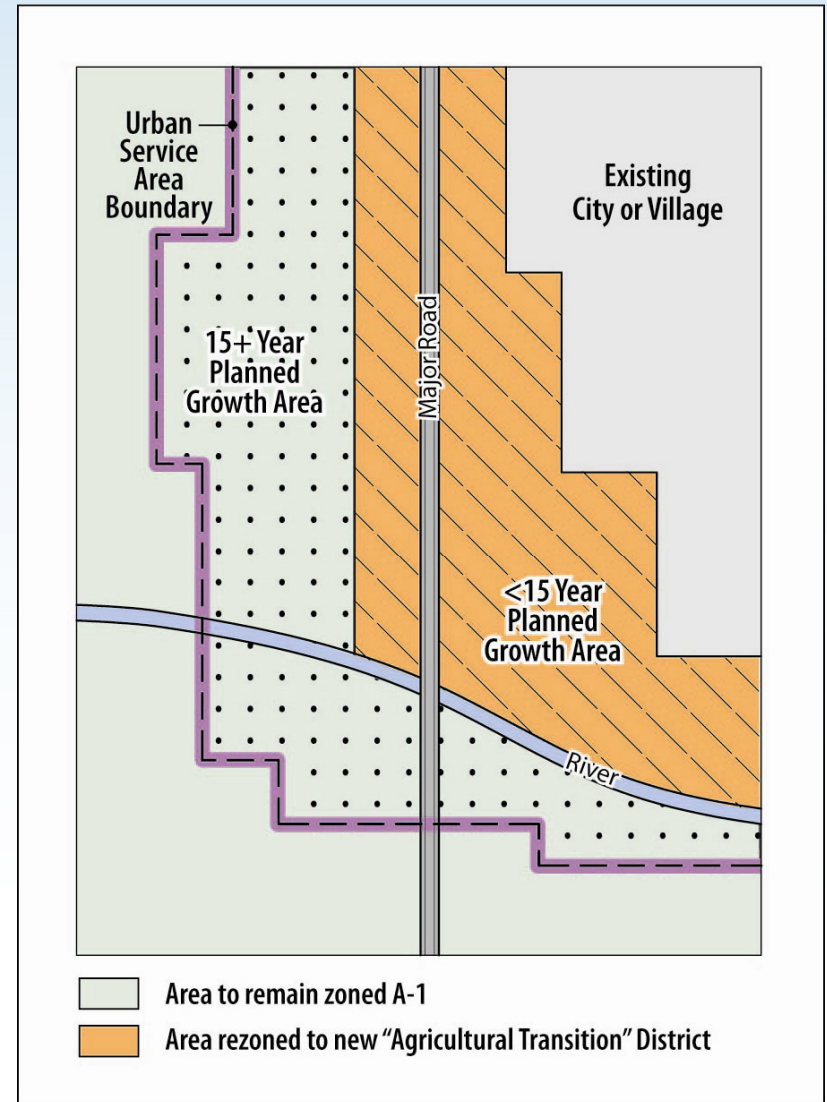 Urban
Service
Area
Boundary
Existing
City or Village
15+ Year
Planned
Growth Area
Major Road
<15 Year
Planned
Growth Area
River
Area to remain zoned A-1
Area rezoned to new “Agricultural Transition” District